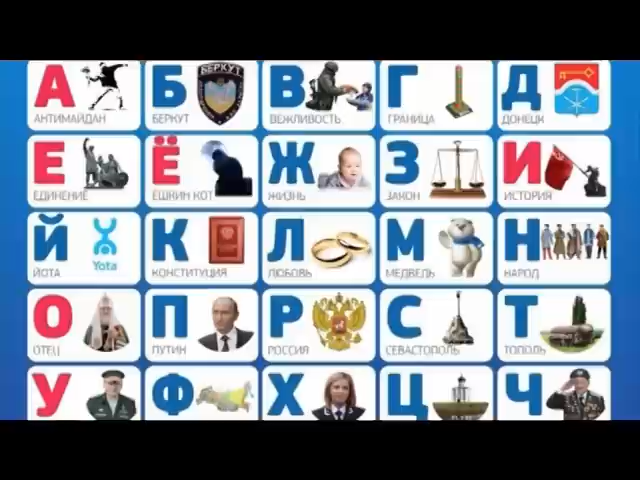 А Б В Г Д
БЕРКУТ
АНТИМАЙДАН БЕРКУТ ВЕЖЛИВОСТЬ ГРАНИЦА ДОНЕЦК
Е Ё Ж З И
ЕДИНЕНИЕ ЁШКИН КОТ ЖИЗНЬ ЗАКОН ИСТОРИЯ
Й К Л М Н
Yota
ЙОТА КОНСТИТУЦИЯ ЛЮБОВЬ МЕДВЕДЬ НАРОД
О П Р С Т
ОТЕЦ ПУТИН РОССИЯ СЕВАСТОПОЛЬ ТОПОЛЬ
У Ф Х Ц Ч